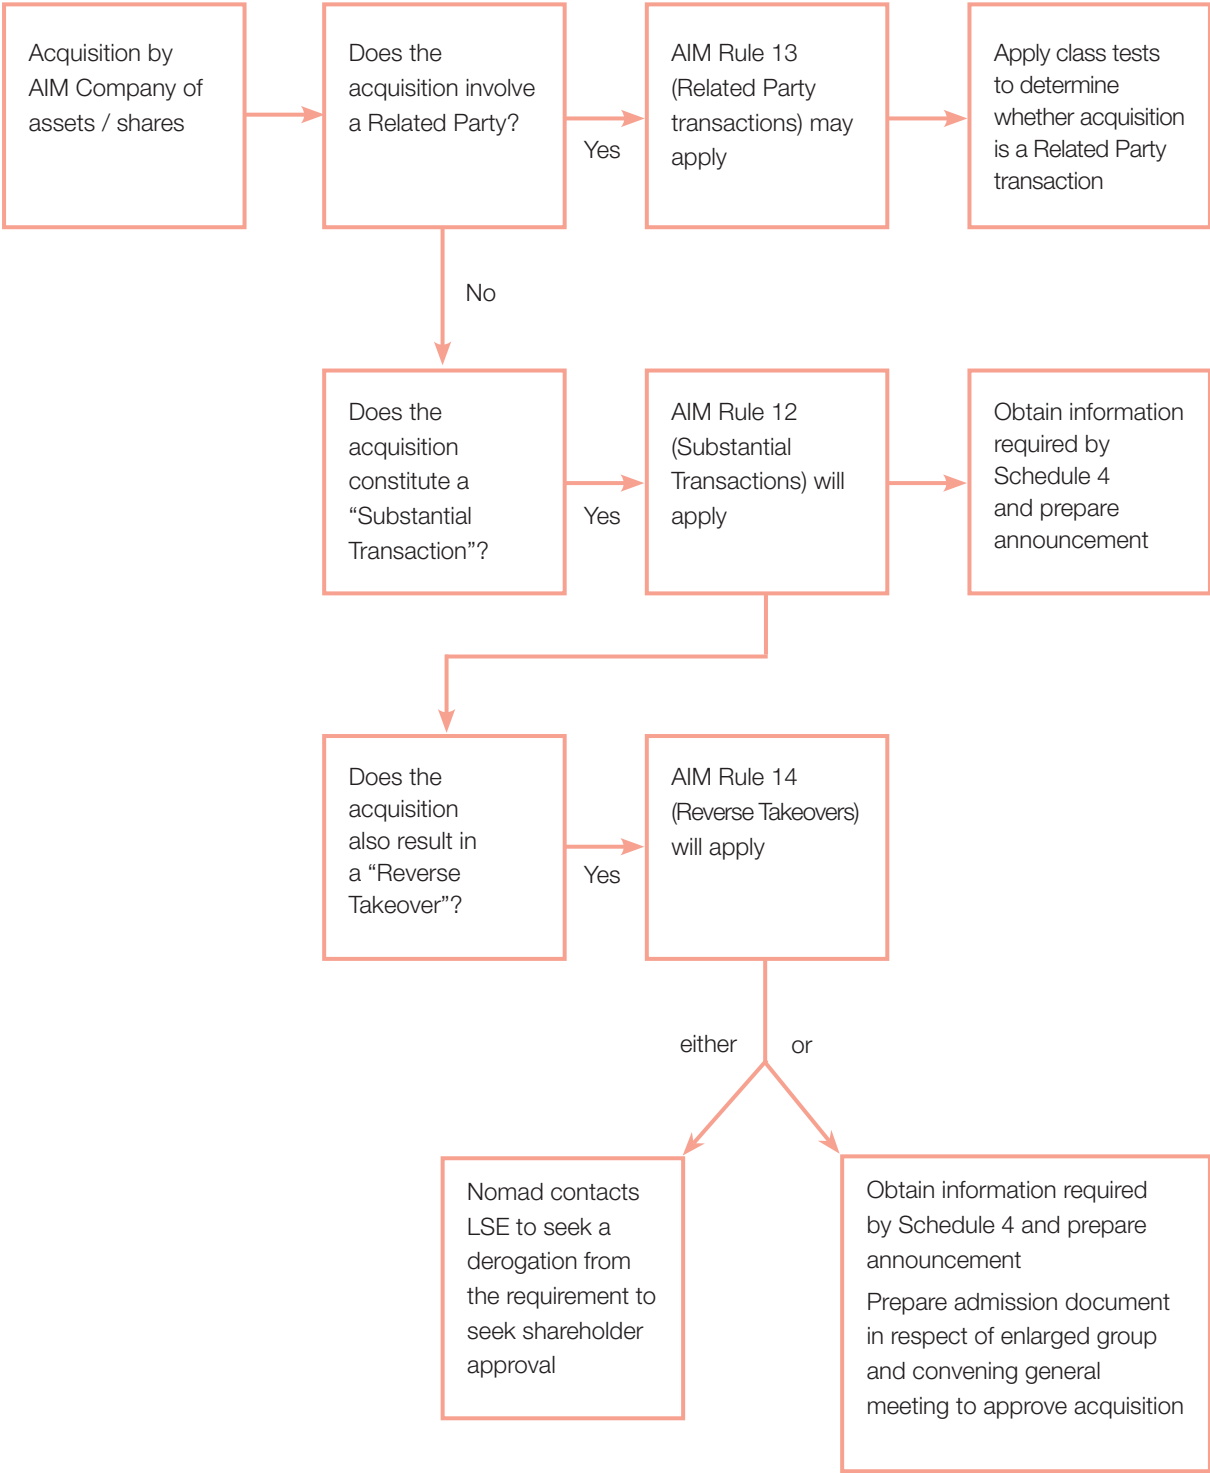 Acquisition by
AIM Company of
assets / shares
Does the
acquisition involve
a Related Party?
Yes
AIM Rule 13
(Related Party
transactions) may
apply
Apply class tests
to determine
whether acquisition
is a Related Party
transaction
No
Does the
acquisition
constitute a
“Substantial
Transaction”?
Yes
AIM Rule 12
(Substantial
Transactions) will
apply
Obtain information
required by
Schedule 4
and prepare
announcement
Does the
acquisition
also result in
a “Reverse
Takeover”?
Yes
AIM Rule 14
(Reverse Takeovers)
will apply
either
or
Nomad contacts
LSE to seek a
derogation from
the requirement to
seek shareholder
approval
Obtain information required
by Schedule 4 and prepare
announcement
Prepare admission document
in respect of enlarged group
and convening general
meeting to approve acquisition